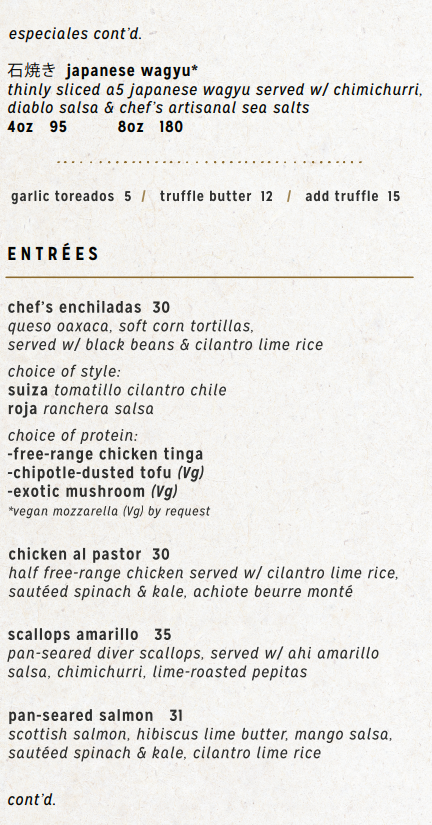 especiales cont'd.
石焼き japanese wagyu*
thinly sliced a5 japanese wagyu served w/ chimichurri,
diablo salsa & chef's artisanal sea salts
4oz 95 8oz 180
garlic toreados 5 / truffle butter 12 / add truffle 15
ENTRÉES
chef's enchiladas 30
queso oaxaca, soft corn tortillas,
served w/ black beans & cilantro lime rice
choice of style:
suiza tomatillo cilantro chile
roja ranchera salsa
choice of protein:
-free-range chicken tinga
-chipotle-dusted tofu (Vg)
-exotic mushroom (Vg)
*vegan mozzarella (Vg) by request
chicken al pastor 30
half free-range chicken served w/ cilantro lime rice,
sautéed spinach & kale, achiote beurre monté
scallops amarillo 35
pan-seared diver scallops, served w/ ahi amarillo
salsa, chimichurri, lime-roasted pepitas
pan-seared salmon 31
scottish salmon, hibiscus lime butter, mango salsa,
sautéed spinach & kale, cilantro lime rice
cont'd.